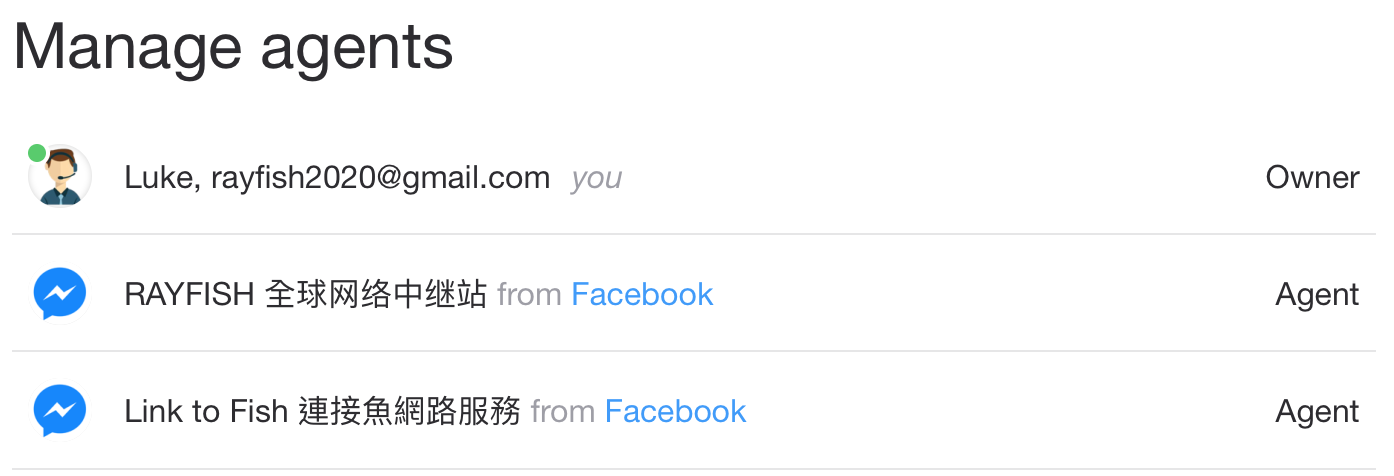 Manage agents
Luke, rayfish2020@gmail.com you Owner
RAYFISH 全球网络中继站 from Facebook Agent
Link to Fish 連接魚網路服務 from Facebook Agent